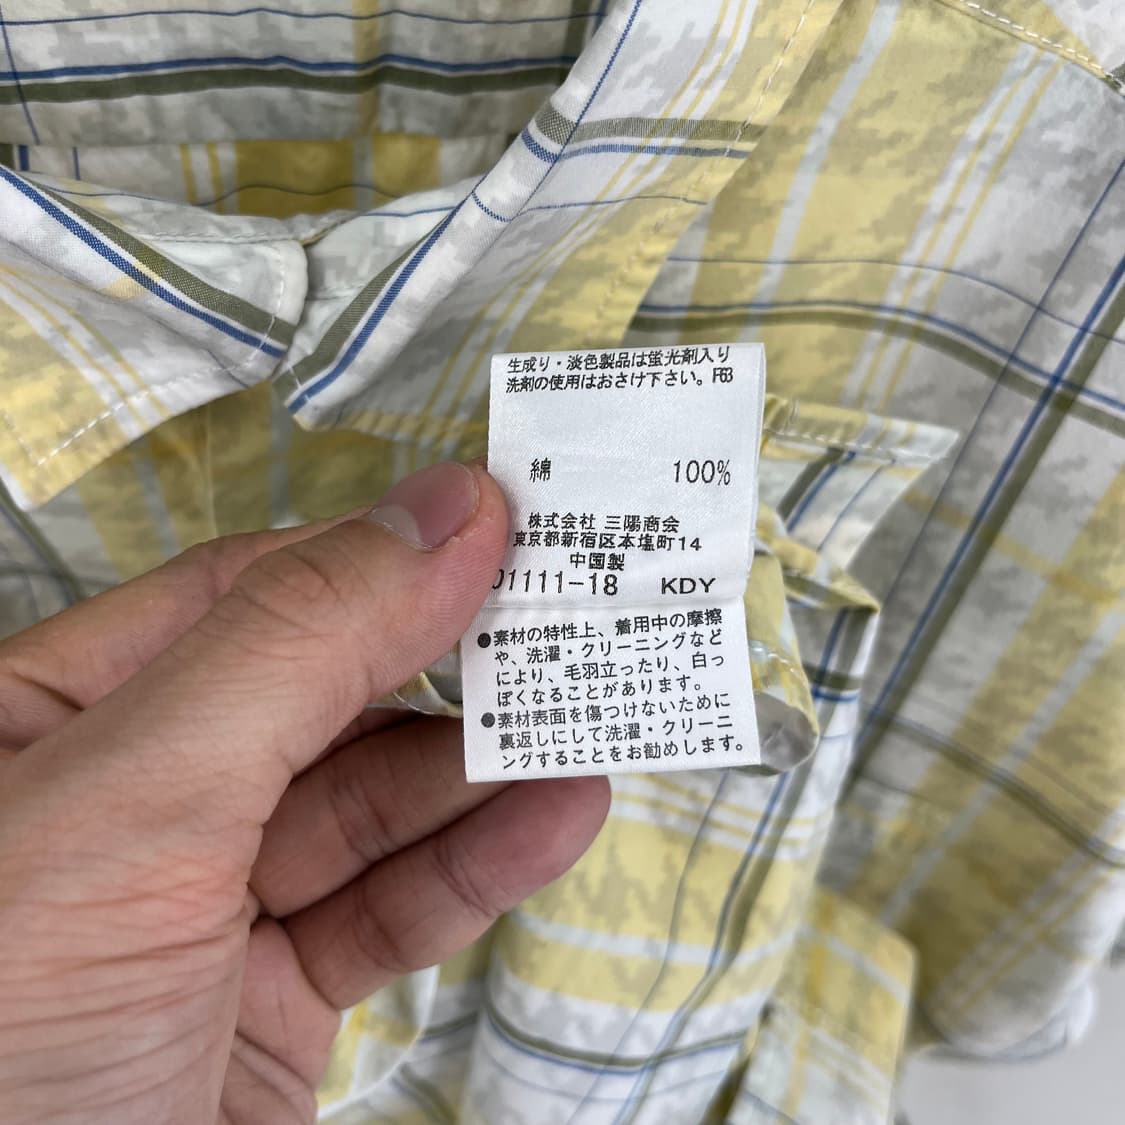 生成り・淡色製品は蛍光剤入り
洗剤の使用はおさけ下さい。F63
綿 100%
株式会社 三陽商会
東京都新宿区本塩町14
中国製
01111-18 KDY
●素材の特性上、着用中の摩擦
や、洗濯・クリーニングなど
により、毛羽立ったり、白っ
ぽくなることがあります。
●素材表面を傷つけないために
裏返しにして洗濯・クリーニ
ングすることをお勧めします。